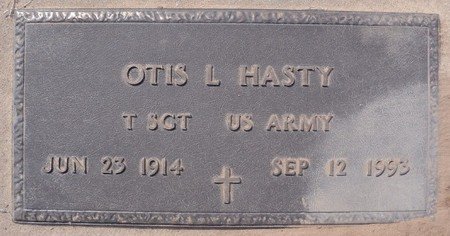 OTIS L HASTY
T SGT US ARMY
JUN 23 1914 SEP 12 1993